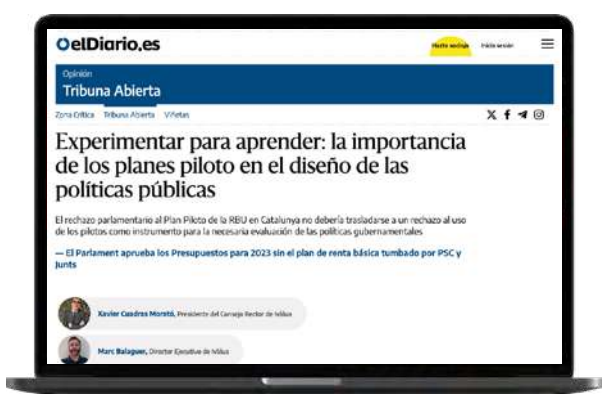 elDiario.es
Hazte socio/a
Inicia sesión
Opinión
Tribuna Abierta
Zona Crítica Tribuna Abierta Viñetas
Experimentar para aprender: la importancia
de los planes piloto en el diseño de las
políticas públicas
El rechazo parlamentario al Plan Piloto de la RBU en Catalunya no debería trasladarse a un rechazo al uso
de los pilotos como instrumento para la necesaria evaluación de las políticas gubernamentales
— El Parlament aprueba los Presupuestos para 2023 sin el plan de renta básica tumbado por PSC y
Junts
Xavier Cuadras Morató, Presidente del Consejo Rector de Ivàlua
Marc Balaguer, Director Ejecutivo de Ivàlua